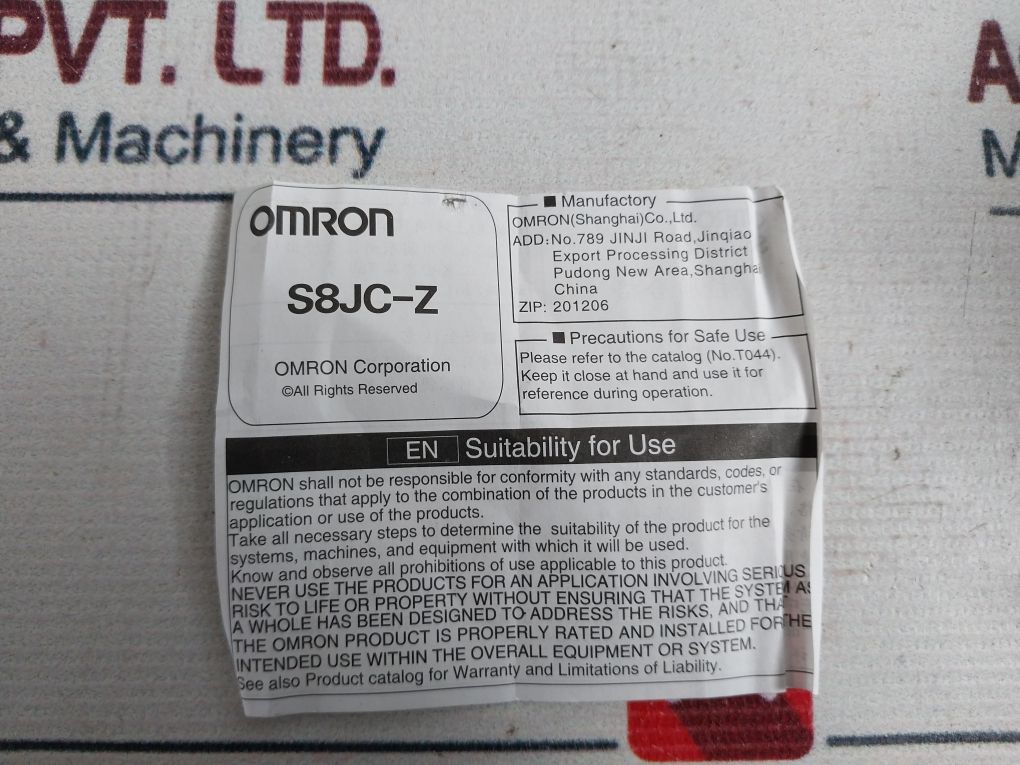 PVT. LTD.
& Machinery
OMRON
S8JC-Z
OMRON Corporation
©All Rights Reserved
■ Manufactory
OMRON(Shanghai)Co.,Ltd.
ADD:No.789 JINJI Road,Jinqiao
Export Processing District
Pudong New Area,Shanghai
China
ZIP: 201206
■ Precautions for Safe Use
Please refer to the catalog (No.T044).
Keep it close at hand and use it for
reference during operation.
EN Suitability for Use
OMRON shall not be responsible for conformity with any standards, codes, or
regulations that apply to the combination of the products in the customer's
application or use of the products.
Take all necessary steps to determine the suitability of the product for the
systems, machines, and equipment with which it will be used.
Know and observe all prohibitions of use applicable to this product.
NEVER USE THE PRODUCTS FOR AN APPLICATION INVOLVING SERIOUS
RISK TO LIFE OR PROPERTY WITHOUT ENSURING THAT THE SYSTEM AS
A WHOLE HAS BEEN DESIGNED TO ADDRESS THE RISKS, AND THAT
THE OMRON PRODUCT IS PROPERLY RATED AND INSTALLED FOR THE
INTENDED USE WITHIN THE OVERALL EQUIPMENT OR SYSTEM.
See also Product catalog for Warranty and Limitations of Liability.